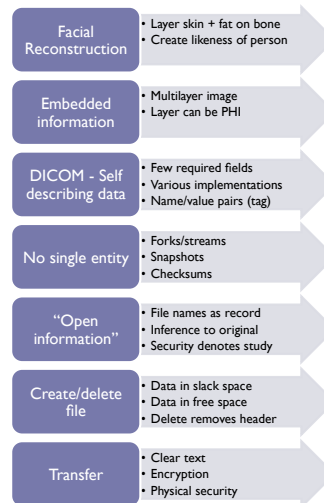 Facial
Reconstruction
• Layer skin + fat on bone
• Create likeness of person
Embedded
information
• Multilayer image
• Layer can be PHI
DICOM - Self
describing data
• Few required fields
• Various implementations
• Name/value pairs (tag)
No single entity
• Forks/streams
• Snapshots
• Checksums
“Open
information”
• File names as record
• Inference to original
• Security denotes study
Create/delete
file
• Data in slack space
• Data in free space
• Delete removes header
Transfer
• Clear text
• Encryption
• Physical security